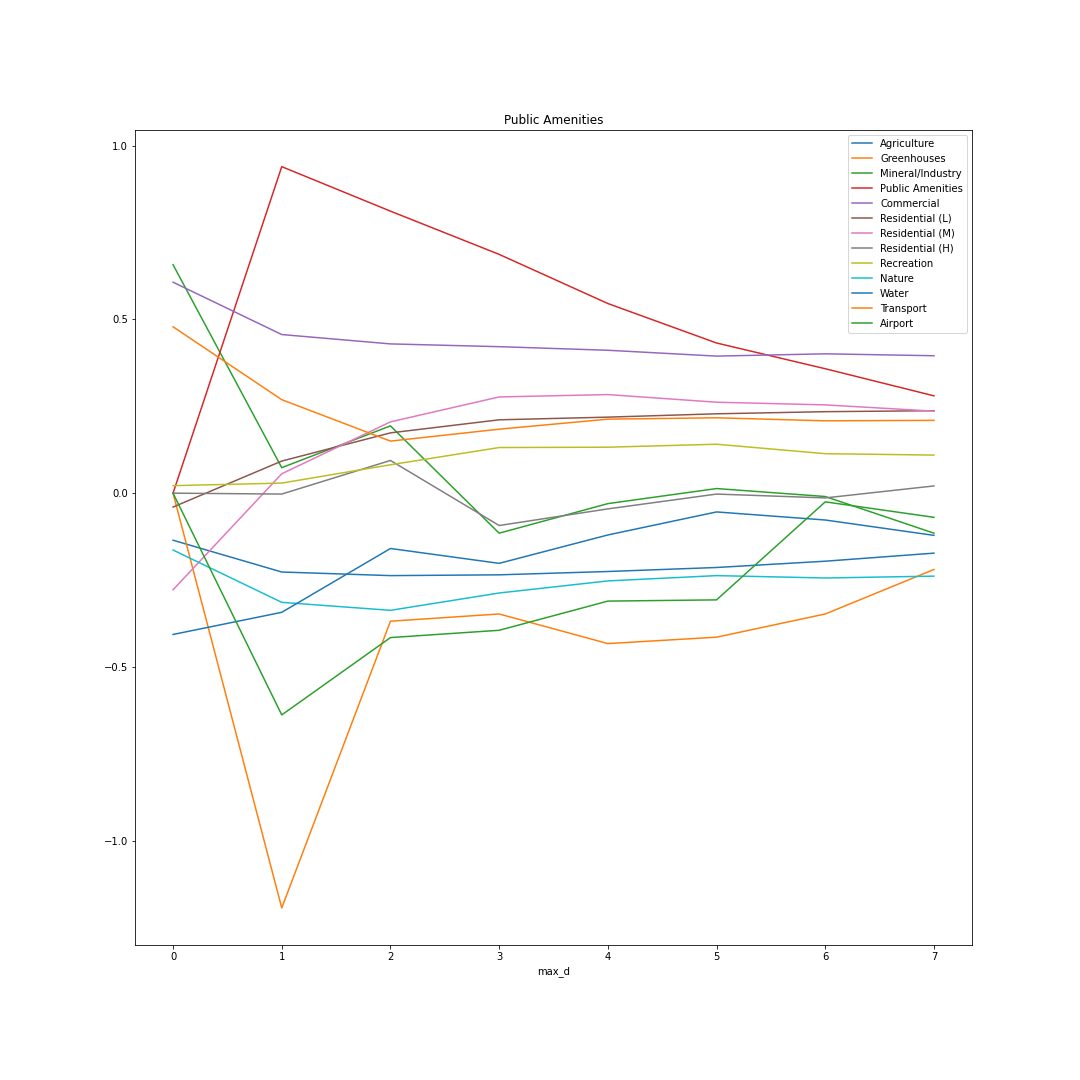 Public Amenities
1.0
0.5
0.0
−0.5
−1.0
0
1
2
3
4
5
6
7
max_d
Agriculture
Greenhouses
Mineral/Industry
Public Amenities
Commercial
Residential (L)
Residential (M)
Residential (H)
Recreation
Nature
Water
Transport
Airport